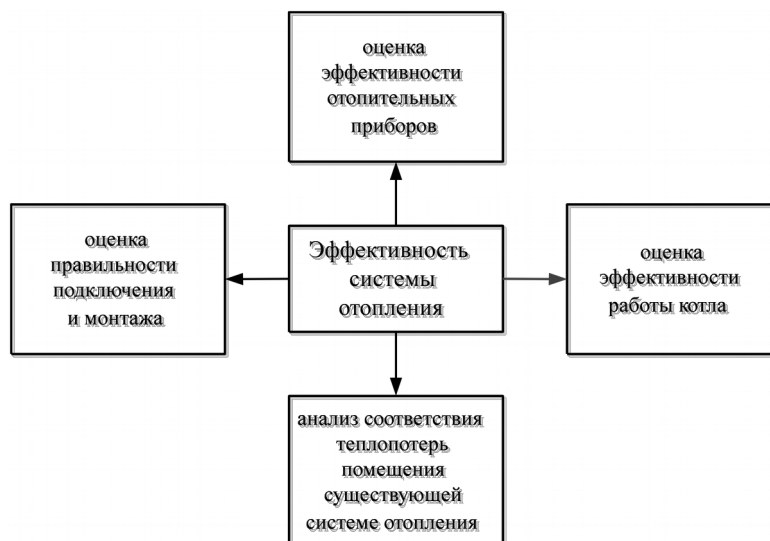 оценка
эффективности
отопительных
приборов
оценка
правильности
подключения
и монтажа
Эффективность
системы
отопления
оценка
эффективности
работы котла
анализ соответствия
теплопотерь
помещения
существующей
системе отопления